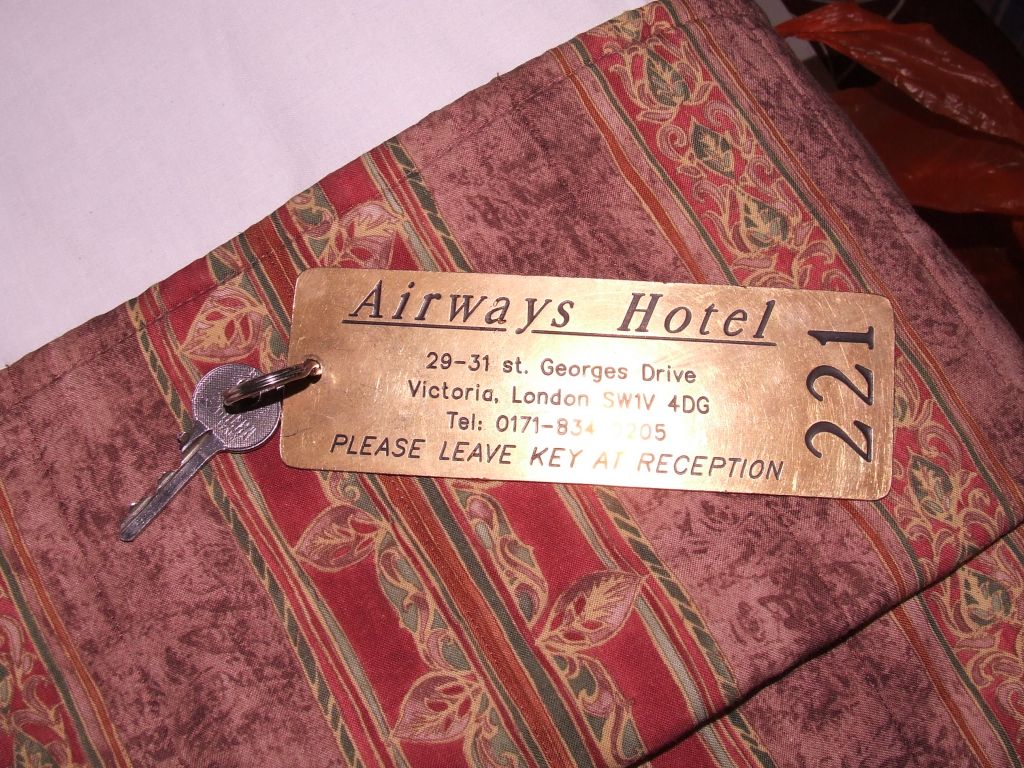 Airways Hotel
29-31 st. Georges Drive
Victoria, London SW1V 4DG
Tel: 0171-834 0205
PLEASE LEAVE KEY AT RECEPTION
221